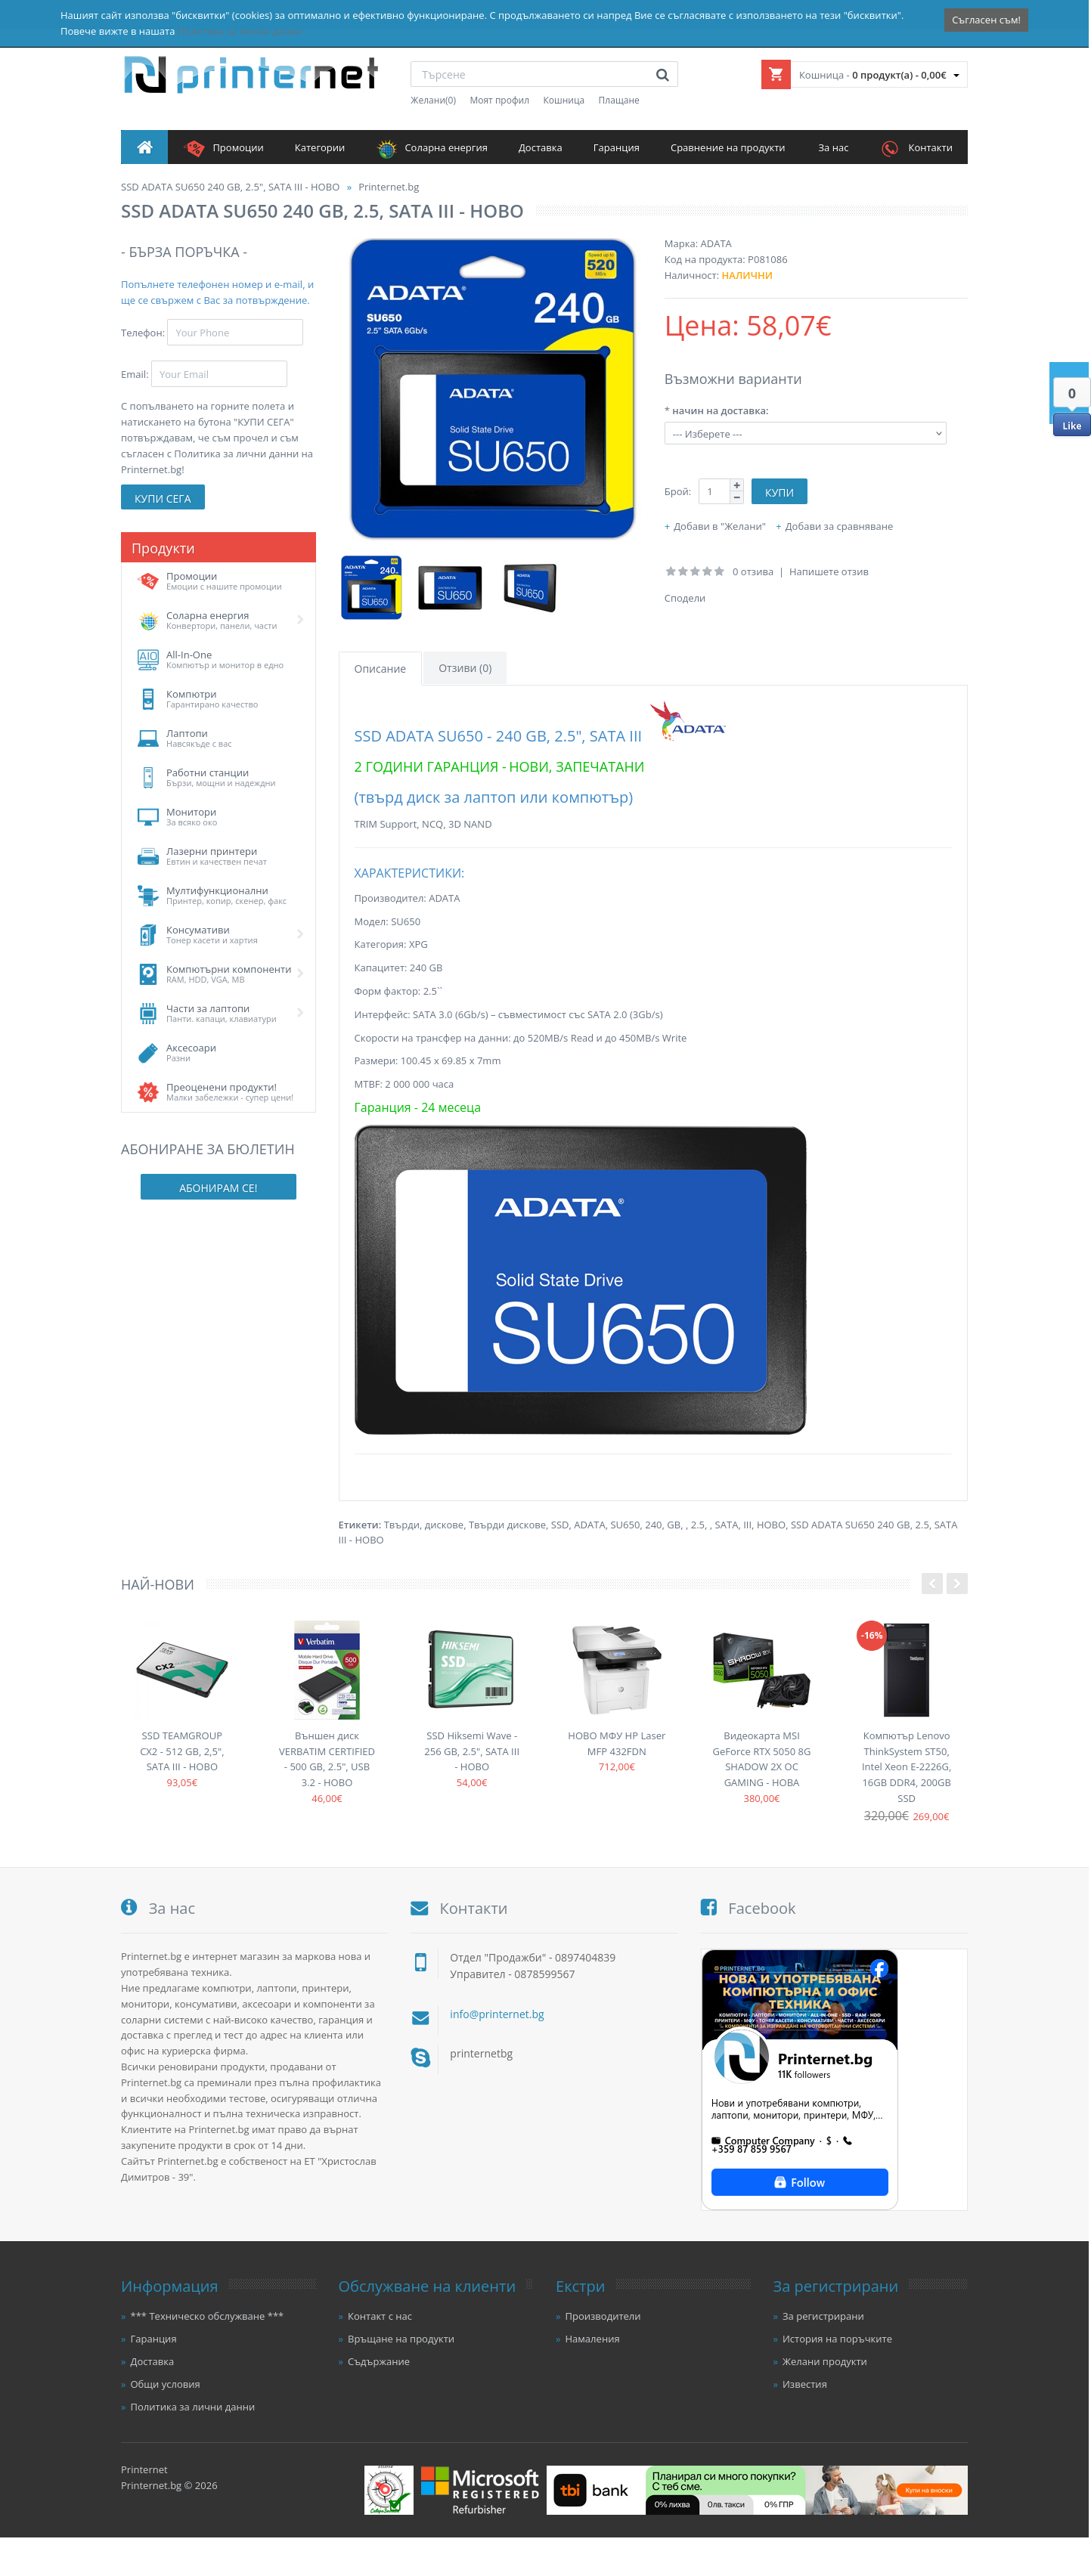 Нашият сайт използва "бисквитки" (cookies) за оптимално и ефективно функциониране. С продължаването си напред Вие се съгласявате с използването на тези "бисквитки".
Повече вижте в нашата
Съгласен съм!
printernet
Търсене
Кошница - 0 продукт(а) - 0,00€
Желани(0) Моят профил Кошница Плащане
Промоции Категории Соларна енергия Доставка Гаранция Сравнение на продукти За нас Контакти
SSD ADATA SU650 240 GB, 2.5", SATA III - НОВО » Printernet.bg
SSD ADATA SU650 240 GB, 2.5, SATA III - НОВО
- БЪРЗА ПОРЪЧКА -
Попълнете телефонен номер и e-mail, и
ще се свържем с Вас за потвърждение.
Телефон: Your Phone
Email: Your Email
С попълването на горните полета и
натискането на бутона "КУПИ СЕГА"
потвърждавам, че съм прочел и съм
съгласен с Политика за лични данни на
Printernet.bg!
КУПИ СЕГА
Speed up to
520
MB/s
ADATA
240GB
SU650
2.5" SATA 6Gb/s
ADATA
Solid State Drive
SU650
Марка: ADATA
Код на продукта: P081086
Наличност: НАЛИЧНИ
Цена: 58,07€
Възможни варианти
* начин на доставка:
--- Изберете ---
Брой: 1 КУПИ
+ Добави в "Желани" + Добави за сравняване
0 отзива | Напишете отзив
Сподели
0
Like
Продукти
Промоции
Емоции с нашите промоции
Соларна енергия
Конвертори, панели, части
All-In-One
Компютър и монитор в едно
Компютри
Гарантирано качество
Лаптопи
Навсякъде с вас
Работни станции
Бързи, мощни и надеждни
Монитори
За всяко око
Лазерни принтери
Евтин и качествен печат
Мултифункционални
Принтер, копир, скенер, факс
Консумативи
Тонер касети и хартия
Компютърни компоненти
RAM, HDD, VGA, MB
Части за лаптопи
Панти. капаци, клавиатури
Аксесоари
Разни
Преоценени продукти!
Малки забележки - супер цени!
АБОНИРАНЕ ЗА БЮЛЕТИН
АБОНИРАМ СЕ!
Описание Отзиви (0)
SSD ADATA SU650 - 240 GB, 2.5", SATA III ADATA
2 ГОДИНИ ГАРАНЦИЯ - НОВИ, ЗАПЕЧАТАНИ
(твърд диск за лаптоп или компютър)
TRIM Support, NCQ, 3D NAND
ХАРАКТЕРИСТИКИ:
Производител: ADATA
Модел: SU650
Категория: XPG
Капацитет: 240 GB
Форм фактор: 2.5``
Интерфейс: SATA 3.0 (6Gb/s) – съвместимост със SATA 2.0 (3Gb/s)
Скорости на трансфер на данни: до 520MB/s Read и до 450MB/s Write
Размери: 100.45 x 69.85 x 7mm
MTBF: 2 000 000 часа
Гаранция - 24 месеца
ADATA
Solid State Drive
SU650
Етикети: Твърди, дискове, Твърди дискове, SSD, ADATA, SU650, 240, GB, , 2.5, , SATA, III, НОВО, SSD ADATA SU650 240 GB, 2.5, SATA
III - НОВО
НАЙ-НОВИ
CX2
Verbatim
HIKSEMI
SSD
SHADOW 2X
5050
-16%
SSD TEAMGROUP
CX2 - 512 GB, 2,5",
SATA III - НОВО
93,05€
Външен диск
VERBATIM CERTIFIED
- 500 GB, 2.5", USB
3.2 - НОВО
46,00€
SSD Hiksemi Wave -
256 GB, 2.5", SATA III
- НОВО
54,00€
НОВО МФУ HP Laser
MFP 432FDN
712,00€
Видеокарта MSI
GeForce RTX 5050 8G
SHADOW 2X OC
GAMING - НОВА
380,00€
Компютър Lenovo
ThinkSystem ST50,
Intel Xeon E-2226G,
16GB DDR4, 200GB
SSD
320,00€ 269,00€
За нас
Printernet.bg е интернет магазин за маркова нова и
употребявана техника.
Ние предлагаме компютри, лаптопи, принтери,
монитори, консумативи, аксесоари и компоненти за
соларни системи с най-високо качество, гаранция и
доставка с преглед и тест до адрес на клиента или
офис на куриерска фирма.
Всички реновирани продукти, продавани от
Printernet.bg са преминали през пълна профилактика
и всички необходими тестове, осигуряващи отлична
функционалност и пълна техническа изправност.
Клиентите на Printernet.bg имат право да върнат
закупените продукти в срок от 14 дни.
Сайтът Printernet.bg е собственост на ЕТ "Христослав
Димитров - 39".
Контакти
Отдел "Продажби" - 0897404839
Управител - 0878599567
info@printernet.bg
printernetbg
Facebook
PRINTERNET.BG
НОВА И УПОТРЕБЯВАНА
КОМПЮТЪРНА И ОФИС
ТЕХНИКА
Printernet.bg
11K followers
Нови и употребявани компютри,
лаптопи, монитори, принтери, МФУ,...
Computer Company · $ ·
+359 87 859 9567
Follow
Информация
» *** Техническо обслужване ***
» Гаранция
» Доставка
» Общи условия
» Политика за лични данни
Обслужване на клиенти
» Контакт с нас
» Връщане на продукти
» Съдържание
Екстри
» Производители
» Намаления
За регистрирани
» За регистрирани
» История на поръчките
» Желани продукти
» Известия
Printernet
Printernet.bg © 2026
Microsoft
REGISTERED
Refurbisher
tbi bank
Планирал си много покупки?
С теб сме.
0% лихва 0лв. такси 0% ГПР
Купи на вноски